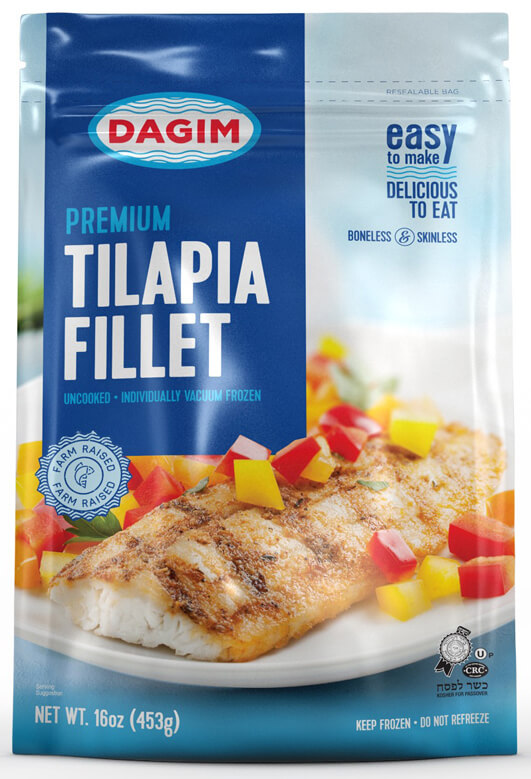 RESEALABLE BAG
DAGIM
easy
to make
DELICIOUS
TO EAT
BONELESS & SKINLESS
PREMIUM
TILAPIA
FILLET
UNCOOKED • INDIVIDUALLY VACUUM FROZEN
FARM RAISED
FARM RAISED
U P
CRC
כשר לפסח
KOSHER FOR PASSOVER
Serving
Suggestion
NET WT. 16oz (453g)
KEEP FROZEN • DO NOT REFREEZE